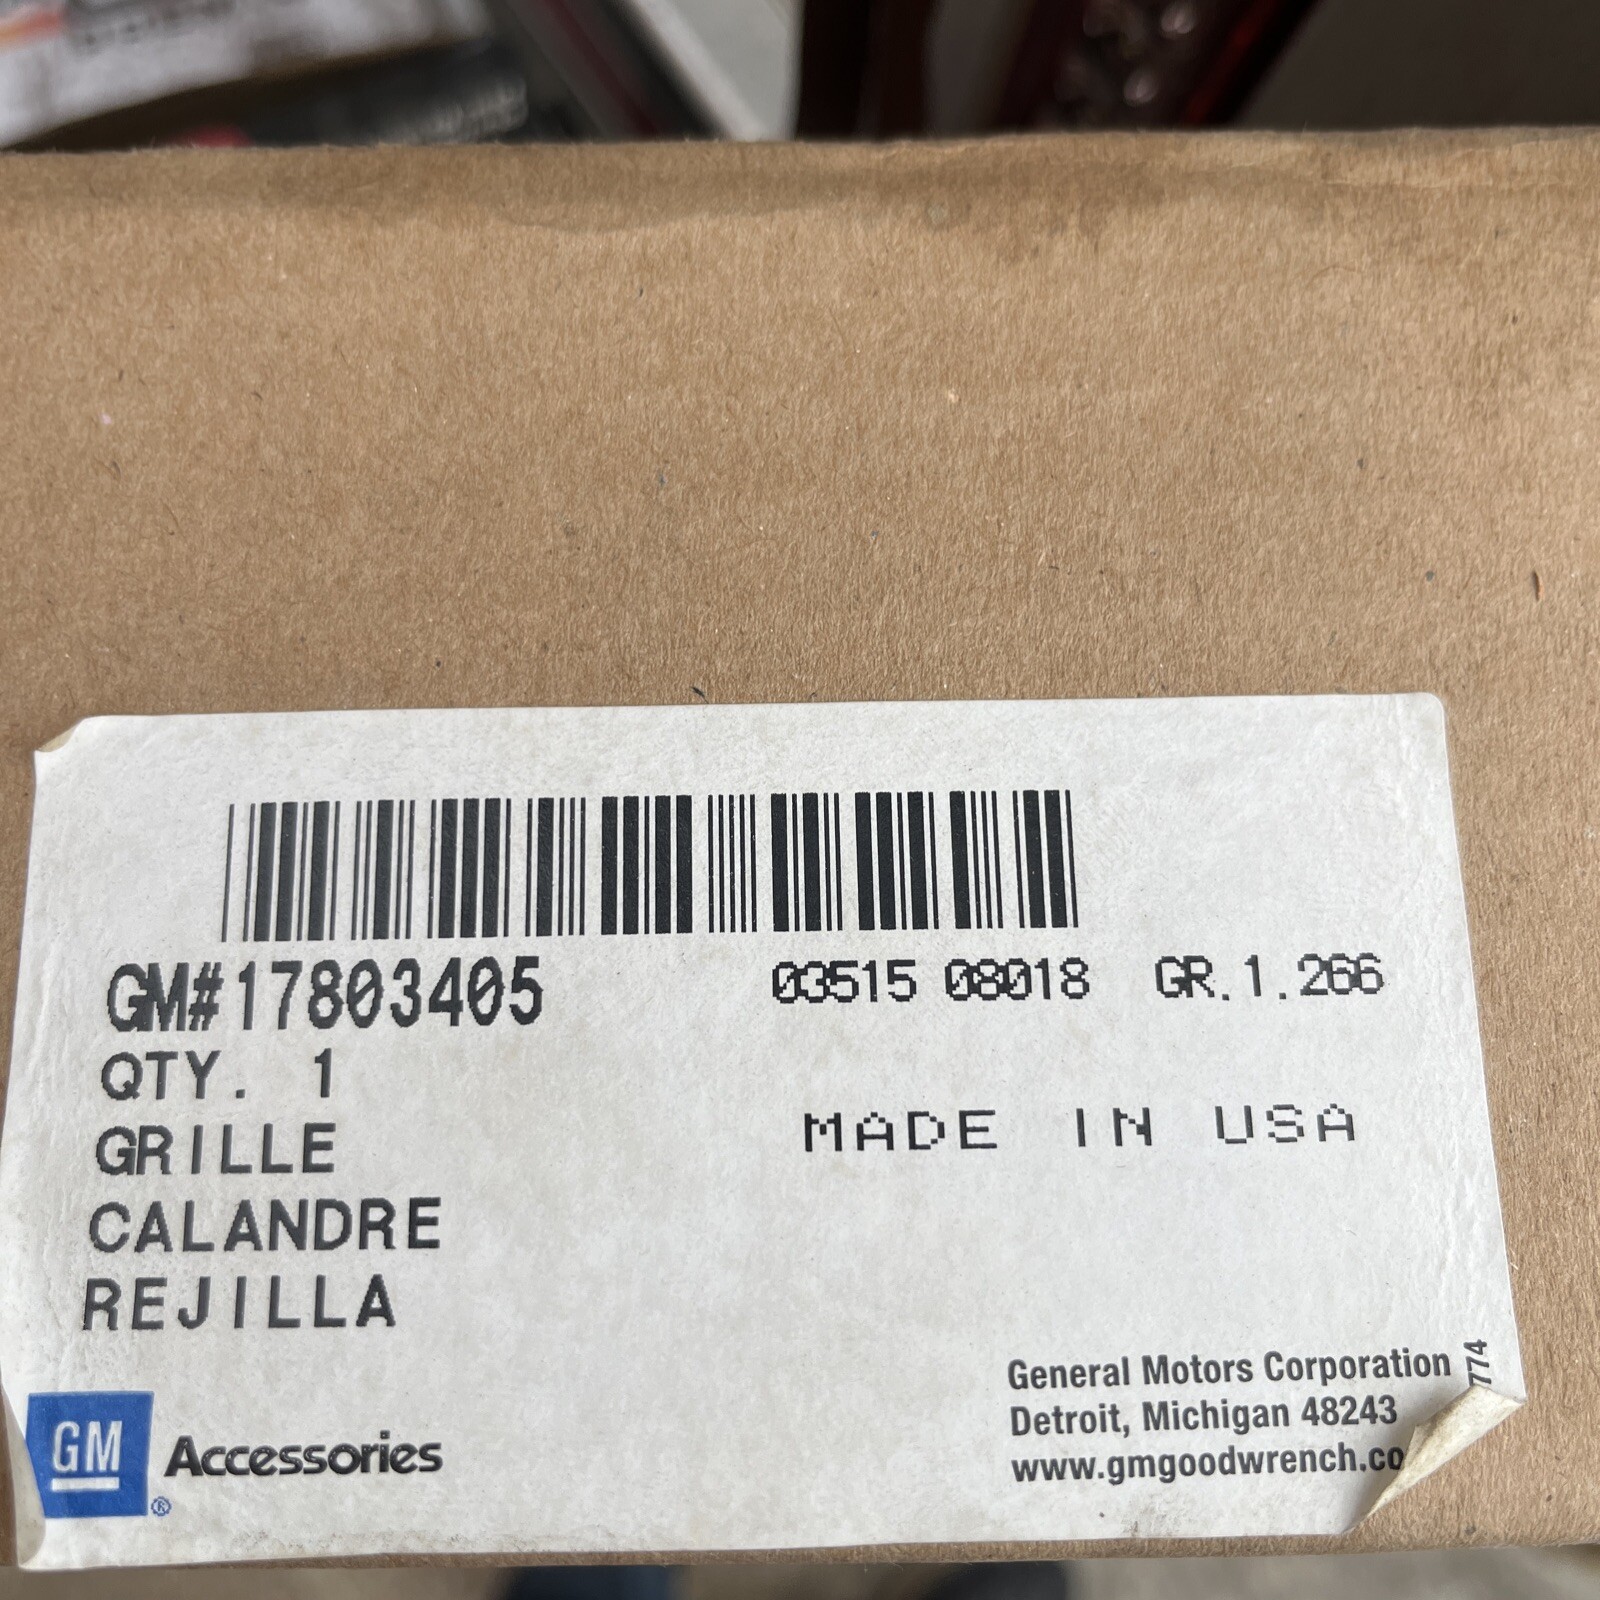 GM#17803405 03515 08018 GR.1.266
QTY. 1
MADE IN USA
GRILLE
CALANDRE
REJILLA
GM Accessories
®
General Motors Corporation
Detroit, Michigan 48243
www.gmgoodwrench.co
774